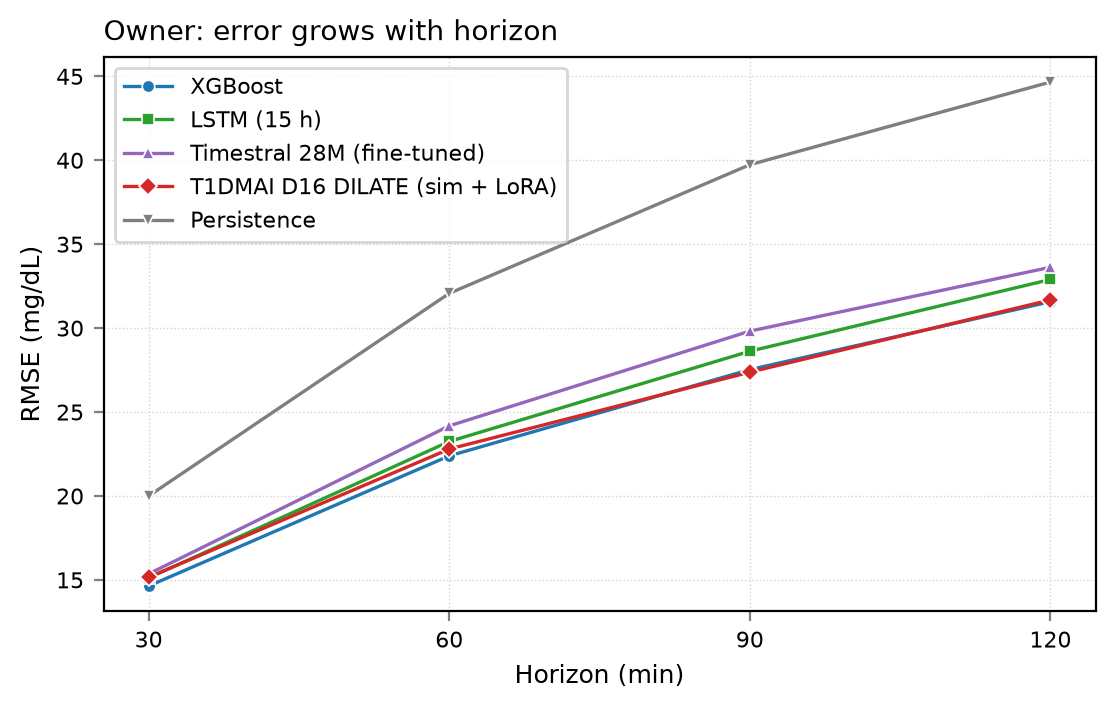 Owner: error grows with horizon
XGBoost
LSTM (15 h)
Timestral 28M (fine-tuned)
T1DMAI D16 DILATE (sim + LoRA)
Persistence
45
40
35
30
25
20
15
RMSE (mg/dL)
30
60
90
120
Horizon (min)